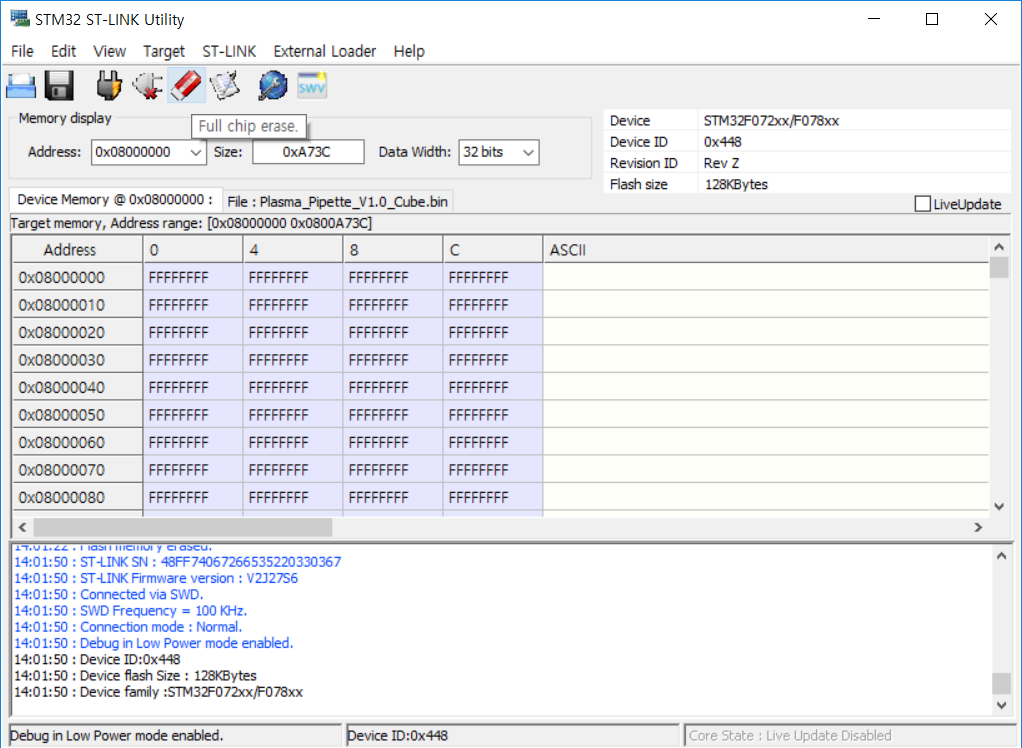 STM32 ST-LINK Utility
File Edit View Target ST-LINK External Loader Help
SWV
Memory display
Full chip erase.
Address: 0x08000000 Size: 0xA73C Data Width: 32 bits
Device STM32F072xx/F078xx
Device ID 0x448
Revision ID Rev Z
Flash size 128KBytes
LiveUpdate
Device Memory @ 0x08000000 : File : Plasma_Pipette_V1.0_Cube.bin
Target memory, Address range: [0x08000000 0x0800A73C]
Address 0 4 8 C ASCII
0x08000000 FFFFFFFF FFFFFFFF FFFFFFFF FFFFFFFF
0x08000010 FFFFFFFF FFFFFFFF FFFFFFFF FFFFFFFF
0x08000020 FFFFFFFF FFFFFFFF FFFFFFFF FFFFFFFF
0x08000030 FFFFFFFF FFFFFFFF FFFFFFFF FFFFFFFF
0x08000040 FFFFFFFF FFFFFFFF FFFFFFFF FFFFFFFF
0x08000050 FFFFFFFF FFFFFFFF FFFFFFFF FFFFFFFF
0x08000060 FFFFFFFF FFFFFFFF FFFFFFFF FFFFFFFF
0x08000070 FFFFFFFF FFFFFFFF FFFFFFFF FFFFFFFF
0x08000080 FFFFFFFF FFFFFFFF FFFFFFFF FFFFFFFF
14:01:22 : Flash memory erased.
14:01:50 : ST-LINK SN : 48FF74067266535220330367
14:01:50 : ST-LINK Firmware version : V2J27S6
14:01:50 : Connected via SWD.
14:01:50 : SWD Frequency = 100 KHz.
14:01:50 : Connection mode : Normal.
14:01:50 : Debug in Low Power mode enabled.
14:01:50 : Device ID:0x448
14:01:50 : Device flash Size : 128KBytes
14:01:50 : Device family :STM32F072xx/F078xx
Debug in Low Power mode enabled. Device ID:0x448 Core State : Live Update Disabled